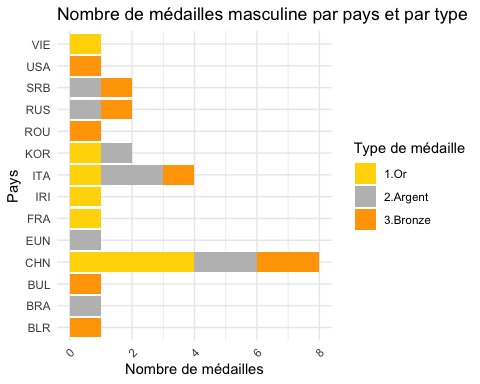 Nombre de médailles masculine par pays et par type
VIE
USA
SRB
RUS
ROU
KOR
ITA
IRI
FRA
EUN
CHN
BUL
BRA
BLR
Pays
0 2 4 6 8
Nombre de médailles
Type de médaille
1.Or
2.Argent
3.Bronze